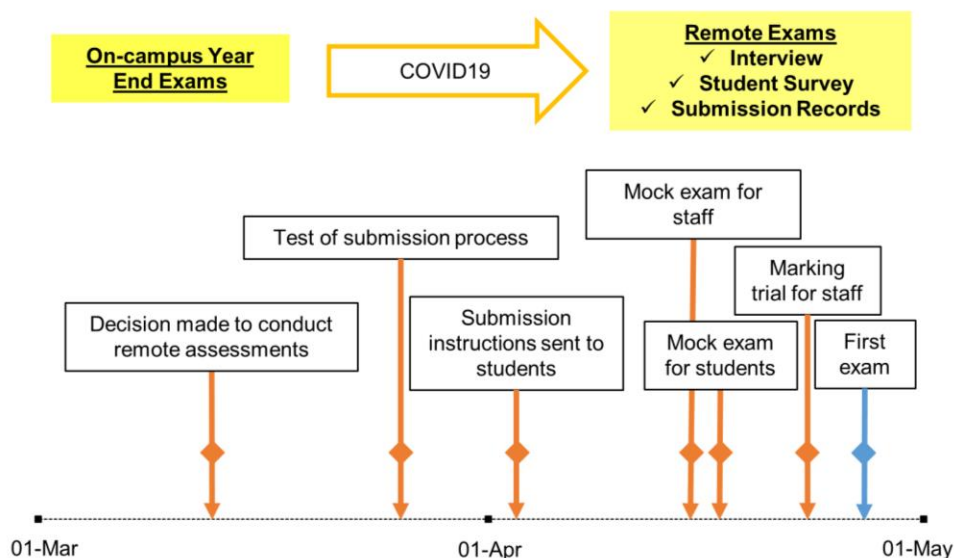 On-campus Year
End Exams
COVID19
Remote Exams
✓ Interview
✓ Student Survey
✓ Submission Records
Mock exam for
staff
Test of submission process
Marking
trial for staff
Decision made to conduct
remote assessments
Submission
instructions sent to
students
Mock exam
for students
First
exam
01-Mar
01-Apr
01-May